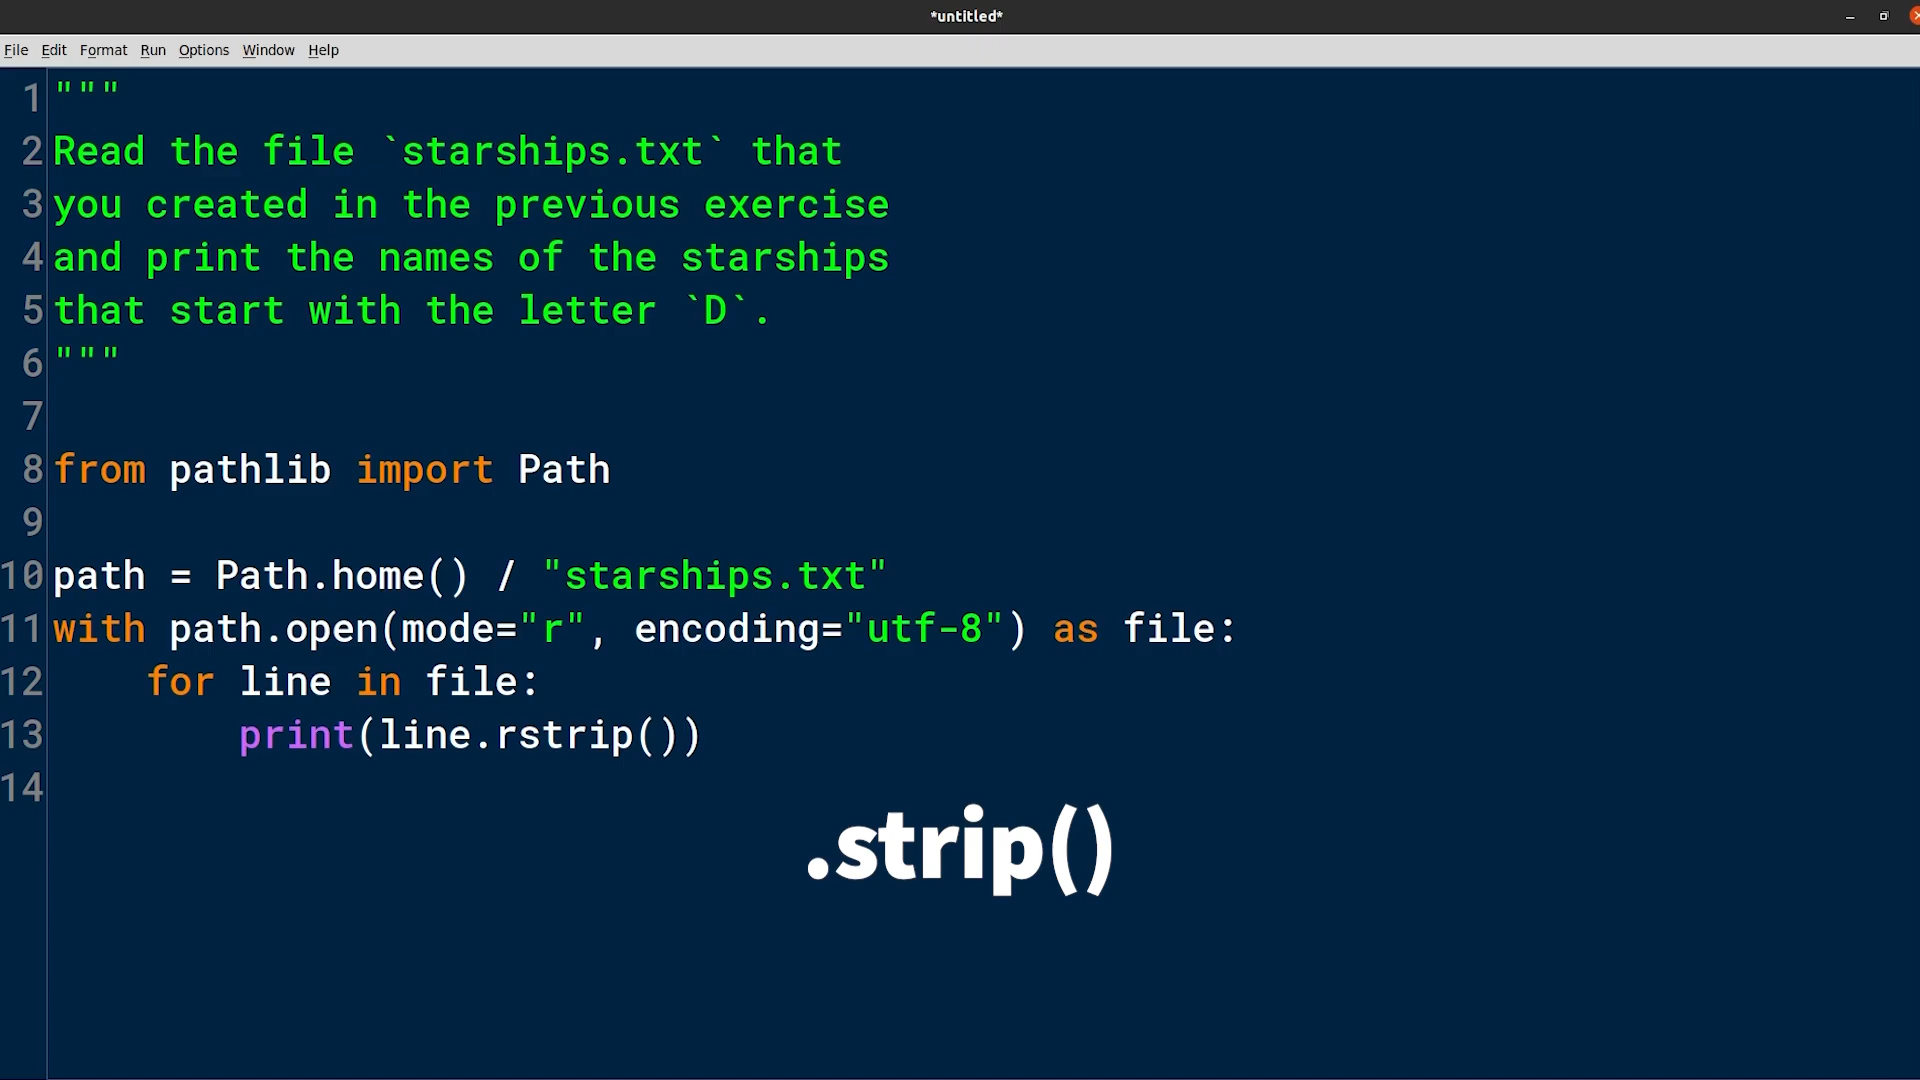 *untitled*
File Edit Format Run Options Window Help
1 """
2 Read the file `starships.txt` that
3 you created in the previous exercise
4 and print the names of the starships
5 that start with the letter `D`.
6 """
7
8 from pathlib import Path
9
10 path = Path.home() / "starships.txt"
11 with path.open(mode="r", encoding="utf-8") as file:
12     for line in file:
13         print(line.rstrip())
14
.strip()